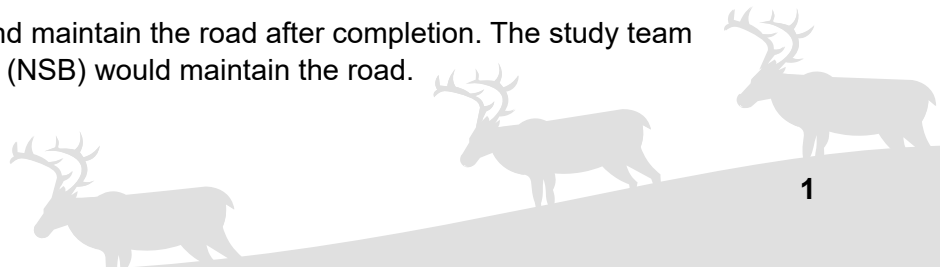 nd maintain the road after completion. The study team
(NSB) would maintain the road.
1